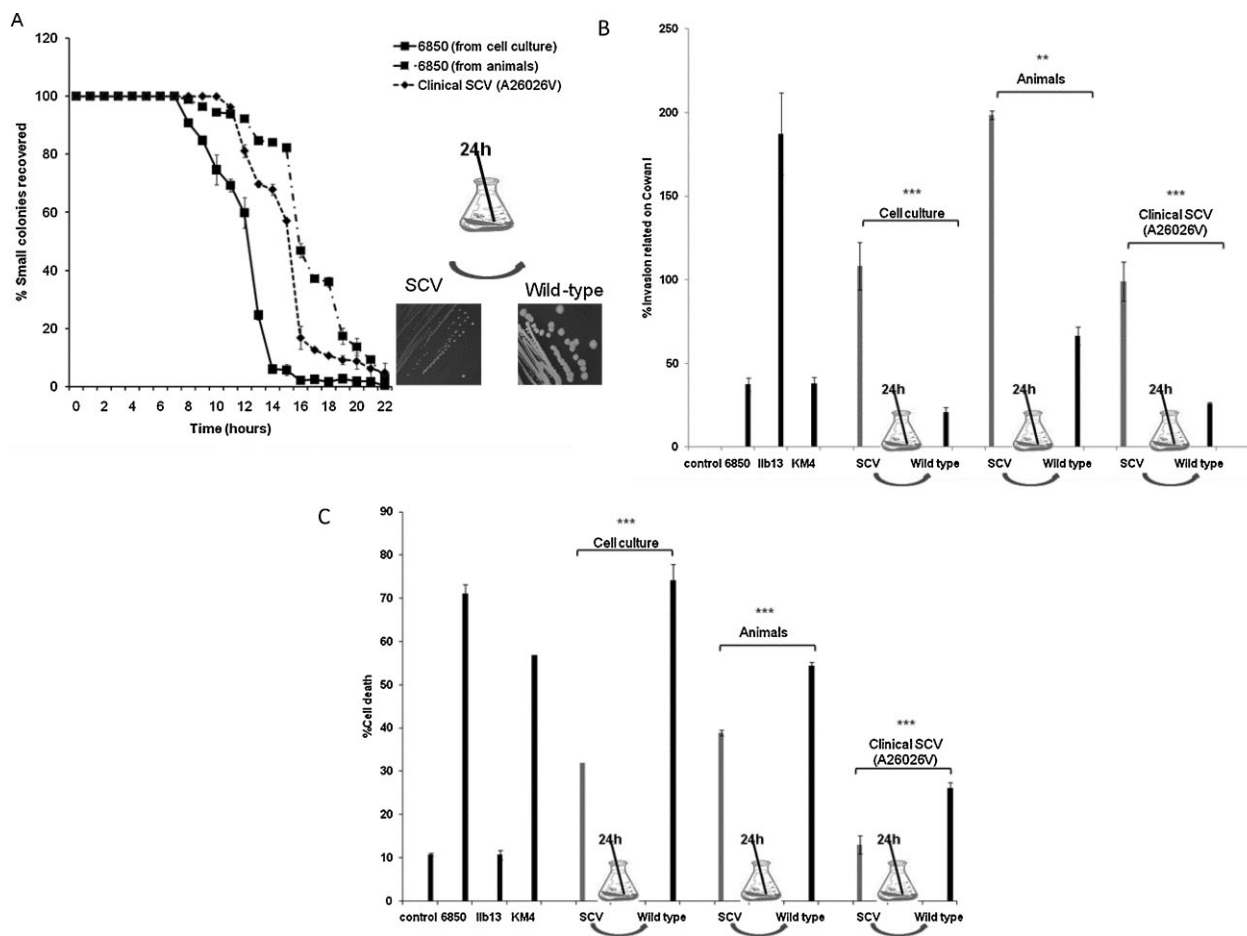 A
120
100
80
60
40
20
0
% Small colonies recovered
0 2 4 6 8 10 12 14 16 18 20 22
Time (hours)
6850 (from cell culture)
6850 (from animals)
Clinical SCV (A26026V)
24h
SCV
Wild-type
B
250
200
150
100
50
0
% Invasion related on Cowan I
**
Animals
***
Cell culture
***
Clinical SCV
(A26026V)
24h
24h
24h
control 6850 IIb13 KM4 SCV Wild type SCV Wild type SCV Wild type
C
90
80
70
60
50
40
30
20
10
0
%Cell death
***
Cell culture
***
Animals
***
Clinical SCV
(A26026V)
24h
24h
24h
control 6850 IIb13 KM4 SCV Wild type SCV Wild type SCV Wild type